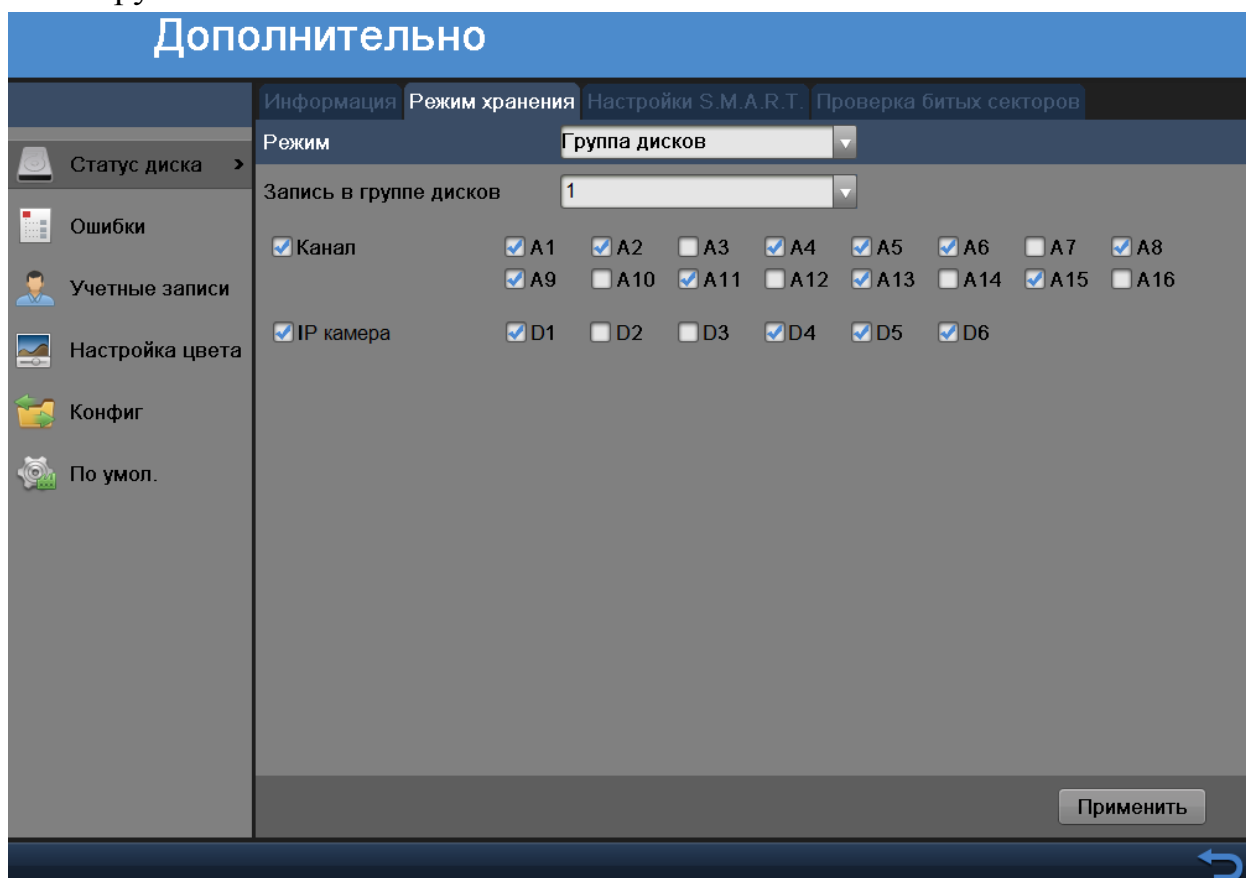 Дополнительно
Информация Режим хранения Настройки S.M.A.R.T. Проверка битых секторов
Режим Группа дисков
Статус диска >
Запись в группе дисков 1
Ошибки
Канал A1 A2 A3 A4 A5 A6 A7 A8
A9 A10 A11 A12 A13 A14 A15 A16
Учетные записи
IP камера D1 D2 D3 D4 D5 D6
Настройка цвета
Конфиг
По умол.
Применить